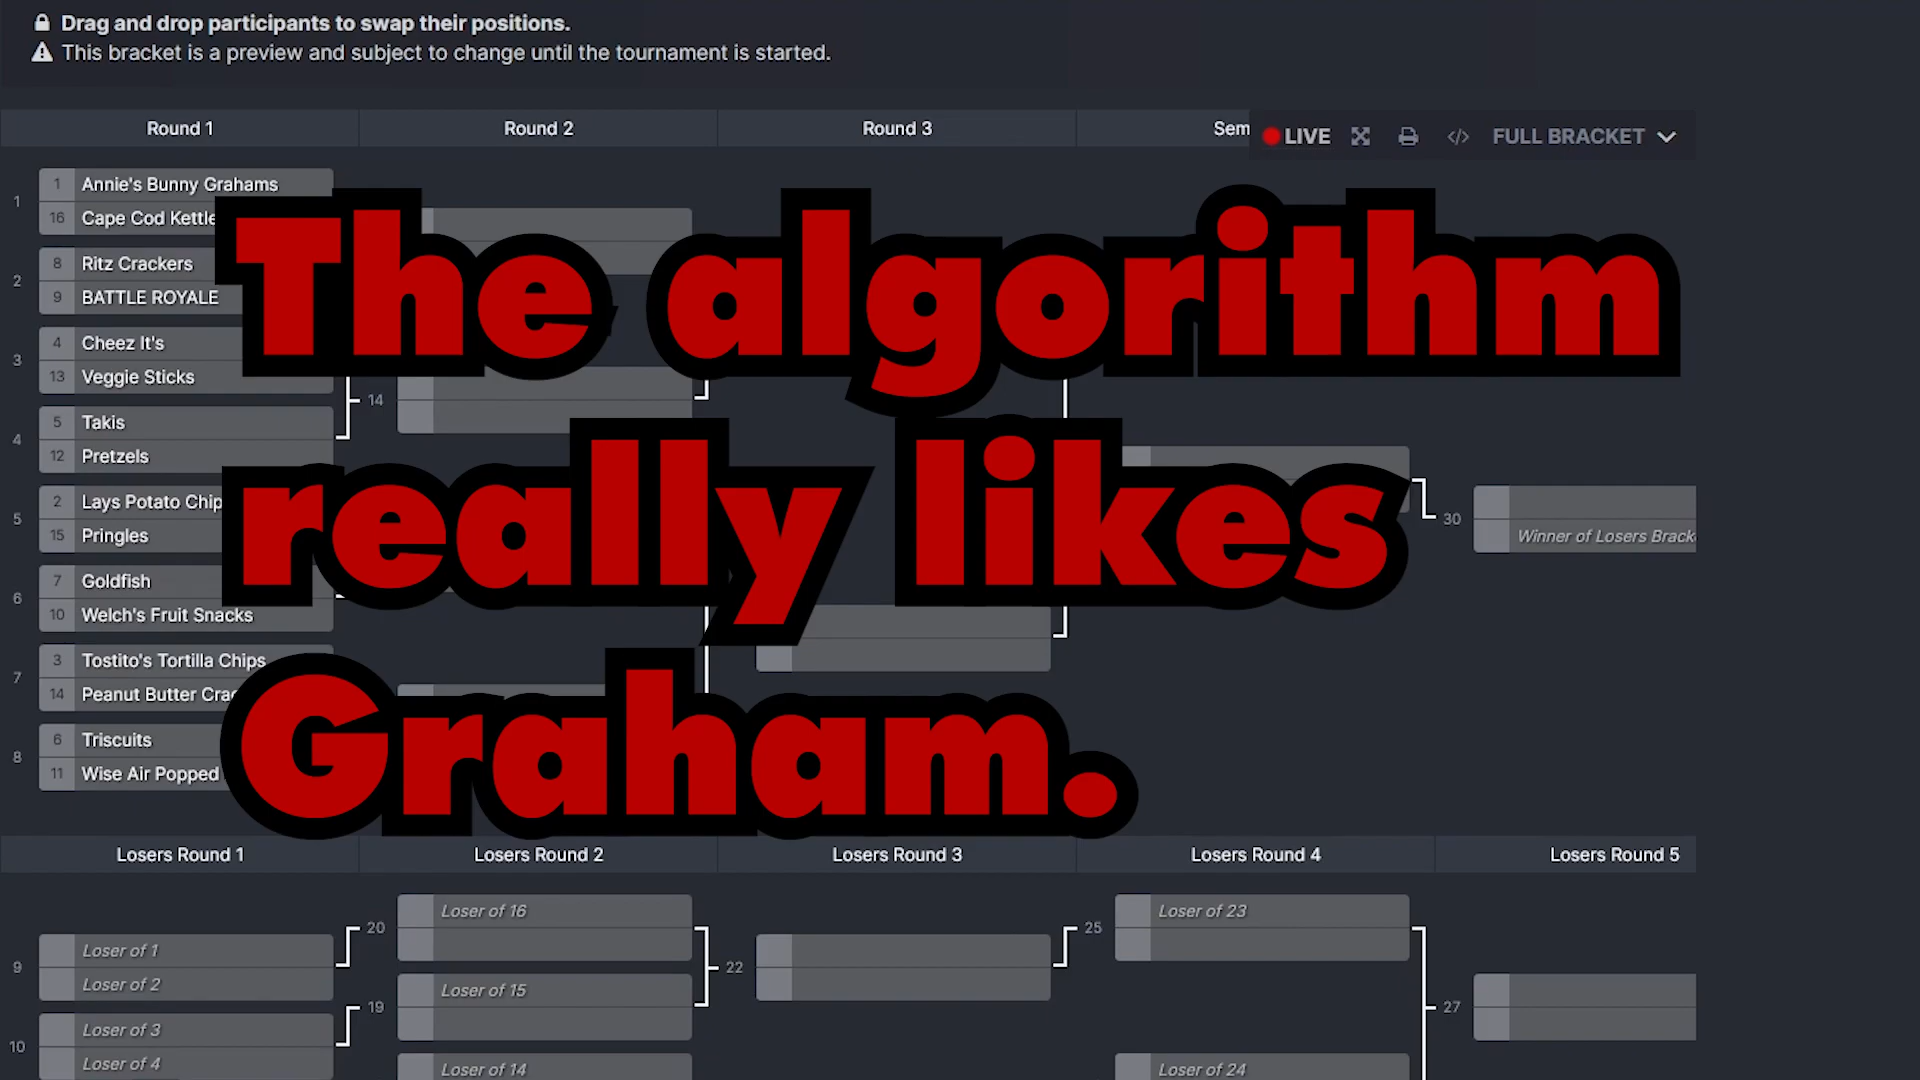 Drag and drop participants to swap their positions.
This bracket is a preview and subject to change until the tournament is started.
Round 1 Round 2 Round 3 Sem
LIVE </> FULL BRACKET
The algorithm
really likes
Graham.
1
1 Annie's Bunny Grahams
16 Cape Cod Kettle
2
8 Ritz Crackers
9 BATTLE ROYALE
3
4 Cheez It's
13 Veggie Sticks
14
4
5 Takis
12 Pretzels
5
2 Lays Potato Chip
15 Pringles
30
Winner of Losers Brack
6
7 Goldfish
10 Welch's Fruit Snacks
7
3 Tostito's Tortilla Chips
14 Peanut Butter Crac
8
6 Triscuits
11 Wise Air Popped
Losers Round 1 Losers Round 2 Losers Round 3 Losers Round 4 Losers Round 5
9
Loser of 1
Loser of 2
10
Loser of 3
Loser of 4
20
Loser of 16
19
Loser of 15
Loser of 14
22
25
Loser of 23
27
Loser of 24